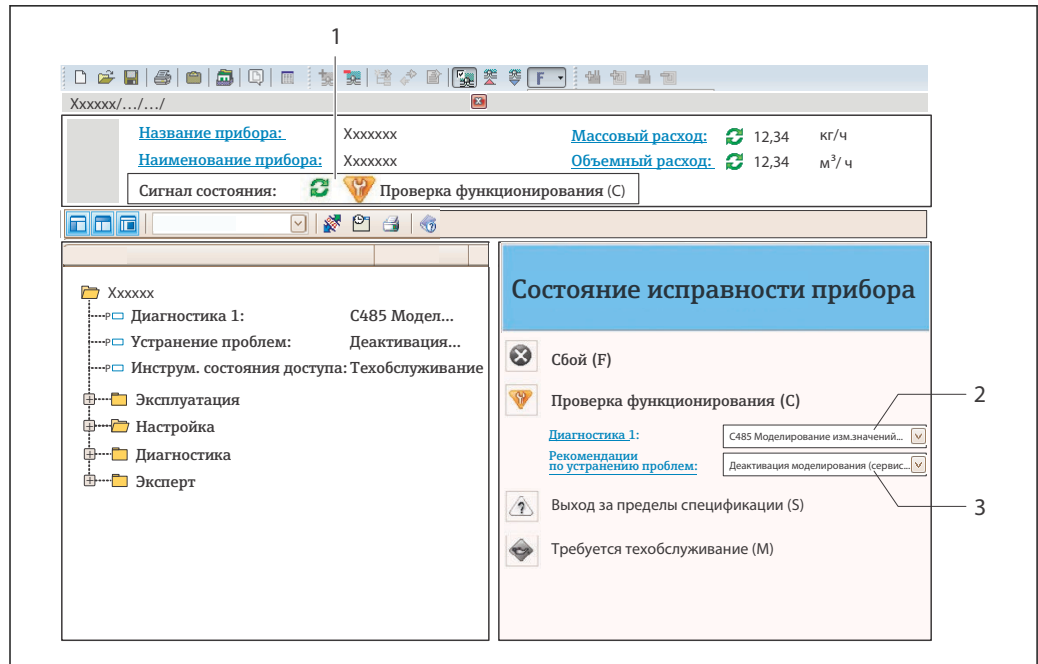 1
F
Xxxxxx/.../.../
Название прибора: Xxxxxxx Массовый расход: 12,34 кг/ч
Наименование прибора: Xxxxxxx Объемный расход: 12,34 м³/ ч
Сигнал состояния: Проверка функционирования (C)
Xxxxxx
Диагностика 1: C485 Модел...
Устранение проблем: Деактивация...
Инструм. состояния доступа: Техобслуживание
Эксплуатация
Настройка
Диагностика
Эксперт
Состояние исправности прибора
Сбой (F)
Проверка функционирования (C)
2
Диагностика 1: C485 Моделирование изм.значений...
Рекомендации
по устранению проблем: Деактивация моделирования (сервис...
3
Выход за пределы спецификации (S)
Требуется техобслуживание (M)